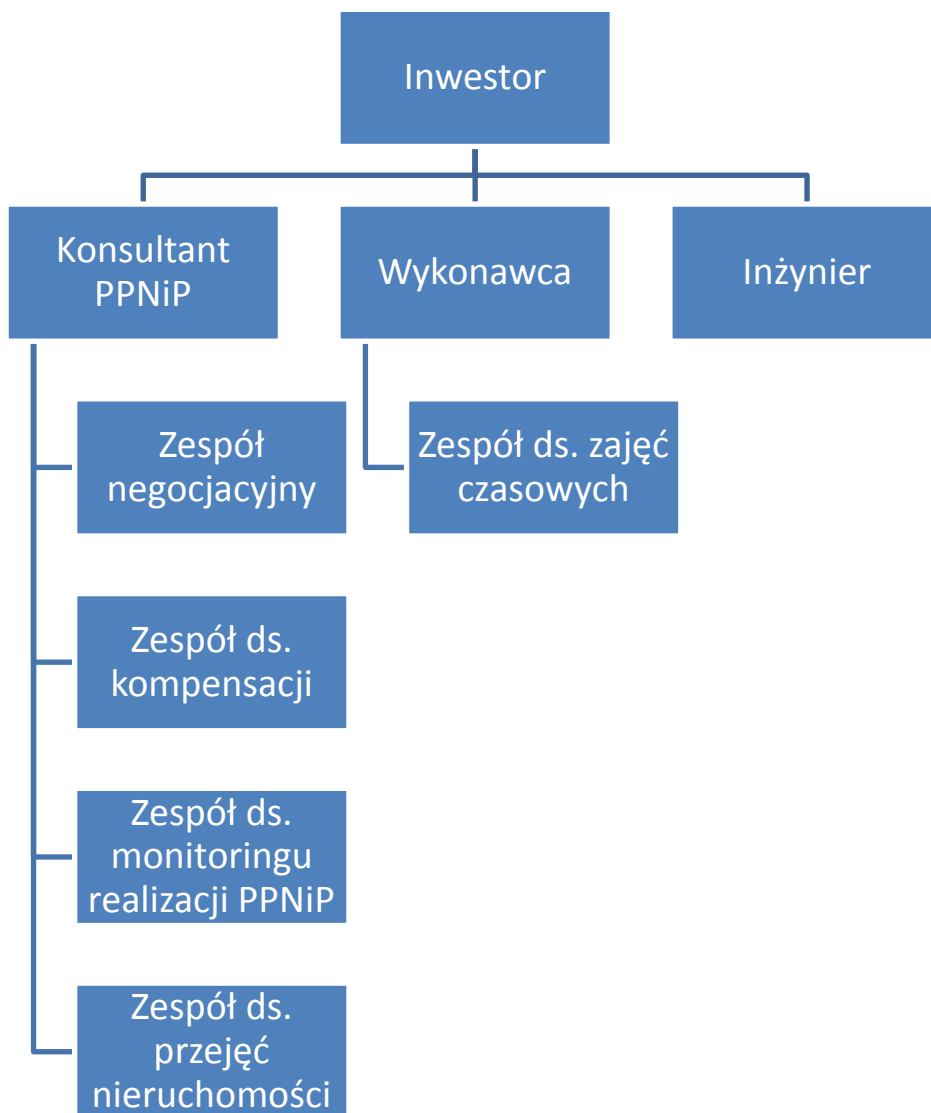 Inwestor
Konsultant
PPNiP
Wykonawca
Inżynier
Zespół
negocjacyjny
Zespół ds. zajęć
czasowych
Zespół ds.
kompensacji
Zespół ds.
monitoringu
realizacji PPNiP
Zespół ds.
przejęć
nieruchomości